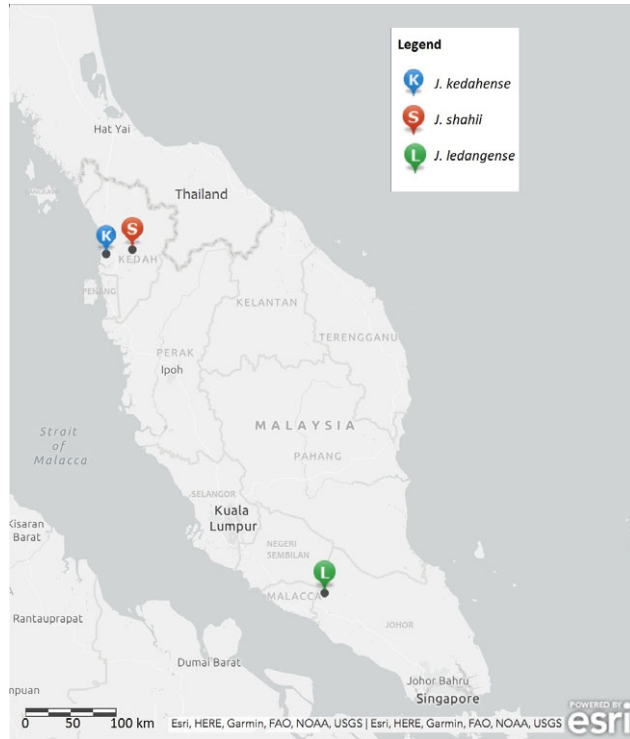 Legend
K J. kedahense
S J. shahii
L J. ledangense
Hat Yai
Thailand
K
S
KEDAH
PENANG
KELANTAN
TERENGGANU
PERAK
Ipoh
Strait
of
Malacca
MALAYSIA
PAHANG
SELANGOR
Kuala
Lumpur
Kisaran
Barat
NEGERI
SEMBILAN
L
MALACCA
Rantauprapat
JOHOR
Dumai Barat
Johor Bahru
Singapore
npuan
0 50 100 km
Esri, HERE, Garmin, FAO, NOAA, USGS | Esri, HERE, Garmin, FAO, NOAA, USGS
POWERED BY
esri